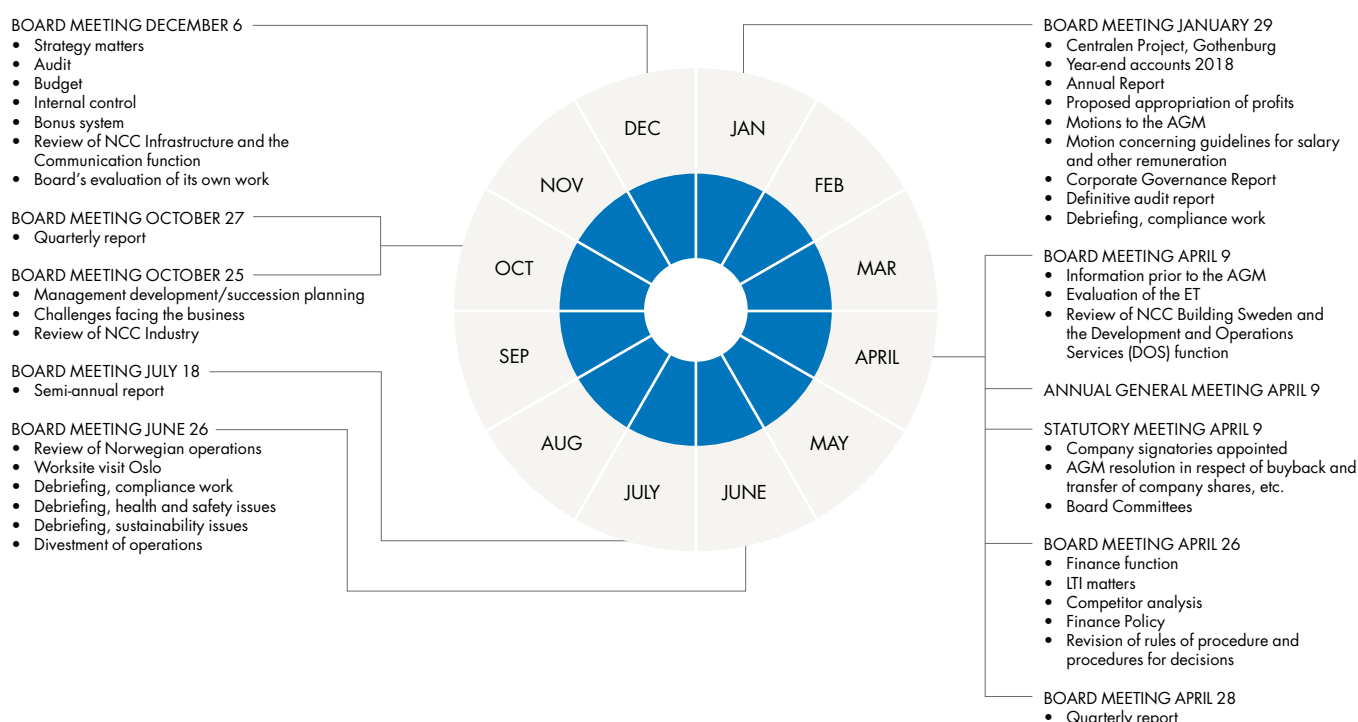 BOARD MEETING DECEMBER 6
• Strategy matters
• Audit
• Budget
• Internal control
• Bonus system
• Review of NCC Infrastructure and the
Communication function
• Board's evaluation of its own work
BOARD MEETING OCTOBER 27
• Quarterly report
BOARD MEETING OCTOBER 25
• Management development/succession planning
• Challenges facing the business
• Review of NCC Industry
BOARD MEETING JULY 18
• Semi-annual report
BOARD MEETING JUNE 26
• Review of Norwegian operations
• Worksite visit Oslo
• Debriefing, compliance work
• Debriefing, health and safety issues
• Debriefing, sustainability issues
• Divestment of operations
JAN
FEB
MAR
APRIL
MAY
JUNE
JULY
AUG
SEP
OCT
NOV
DEC
BOARD MEETING JANUARY 29
• Centralen Project, Gothenburg
• Year-end accounts 2018
• Annual Report
• Proposed appropriation of profits
• Motions to the AGM
• Motion concerning guidelines for salary
and other remuneration
• Corporate Governance Report
• Definitive audit report
• Debriefing, compliance work
BOARD MEETING APRIL 9
• Information prior to the AGM
• Evaluation of the ET
• Review of NCC Building Sweden and
the Development and Operations
Services (DOS) function
ANNUAL GENERAL MEETING APRIL 9
STATUTORY MEETING APRIL 9
• Company signatories appointed
• AGM resolution in respect of buyback and
transfer of company shares, etc.
• Board Committees
BOARD MEETING APRIL 26
• Finance function
• LTI matters
• Competitor analysis
• Finance Policy
• Revision of rules of procedure and
procedures for decisions
BOARD MEETING APRIL 28
• Quarterly report